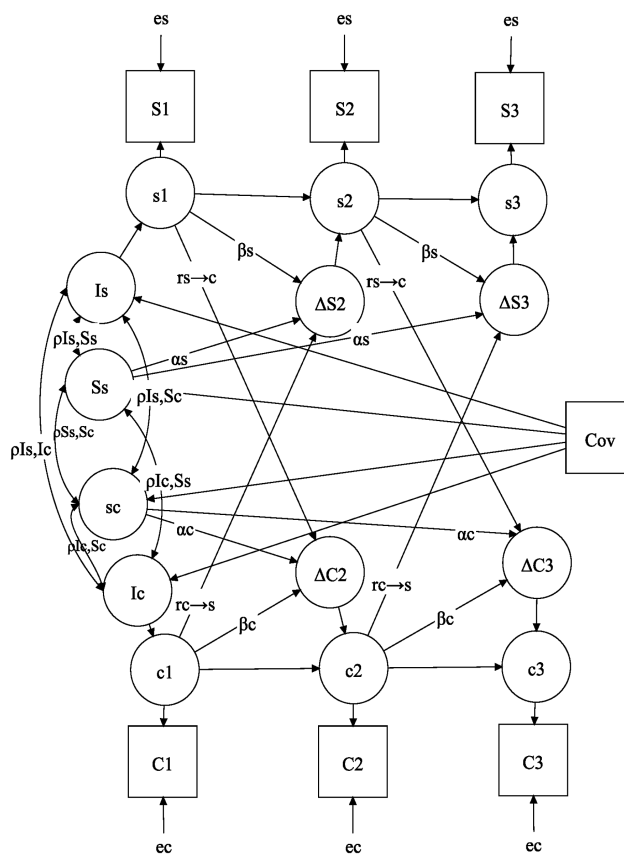 es es es
S1 S2 S3
s1 s2 s3
βs βs
Is rs→c ΔS2 rs→c ΔS3
ρIs,Ss αs αs
Ss ρIs,Sc
ρSs,Sc Cov
ρIs,Ic
ρIc,Ss
sc αc αc
ρIc,Sc
ΔC2 ΔC3
Ic rc→s rc→s
βc βc
c1 c2 c3
C1 C2 C3
ec ec ec